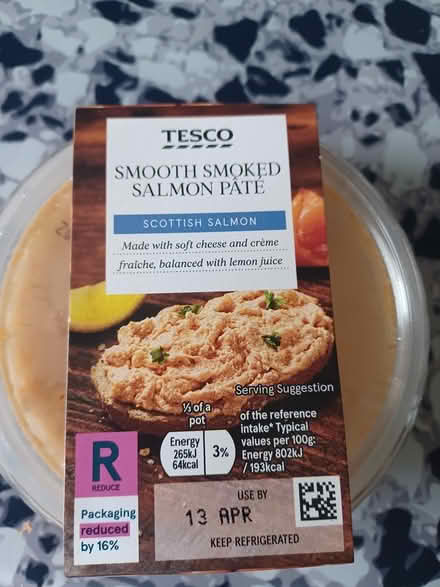 TESCO
SMOOTH SMOKED
SALMON PÂTÉ
SCOTTISH SALMON
Made with soft cheese and crème
fraîche, balanced with lemon juice
Serving Suggestion
⅓ of a
pot
Energy
265kJ
64kcal
3%
of the reference
intake* Typical
values per 100g:
Energy 802kJ
/ 193kcal
R
REDUCE
Packaging
reduced
by 16%
USE BY
13 APR
KEEP REFRIGERATED